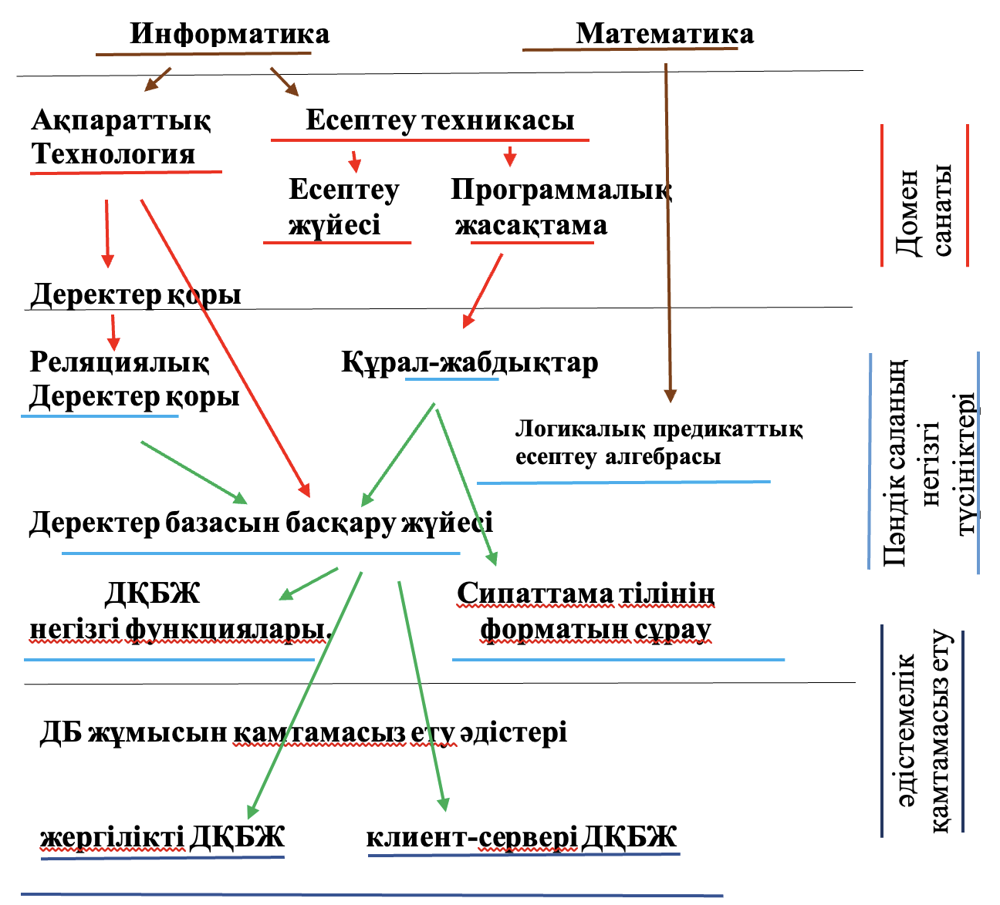 Информатика
Математика
Ақпараттық
Технология
Есептеу техникасы
Есептеу
жүйесі
Программалық
жасақтама
Домен
санаты
Деректер қоры
Реляциялық
Деректер қоры
Құрал-жабдықтар
Логикалық предикаттық
есептеу алгебрасы
Пәндік саланың
негізгі
түсініктері
Деректер базасын басқару жүйесі
ДҚБЖ
негізгі функциялары.
Сипаттама тілінің
форматын сұрау
әдістемелік
қамтамасыз ету
ДБ жұмысын қамтамасыз ету әдістері
жергілікті ДҚБЖ
клиент-сервері ДҚБЖ